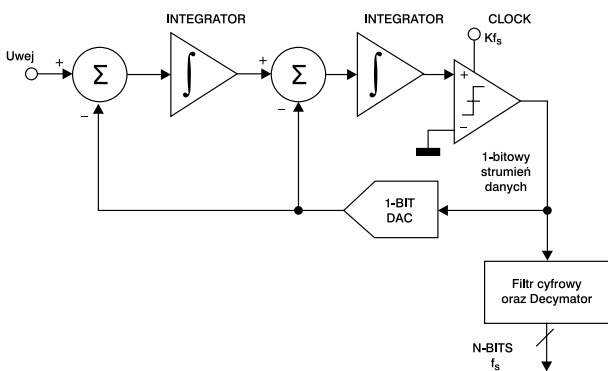 INTEGRATOR
INTEGRATOR
CLOCK
Kfs
Uwej
+
Σ
∫
+
Σ
∫
+
−
−
−
1-bitowy
strumień
danych
1-BIT
DAC
Filtr cyfrowy
oraz Decymator
N-BITS
fs